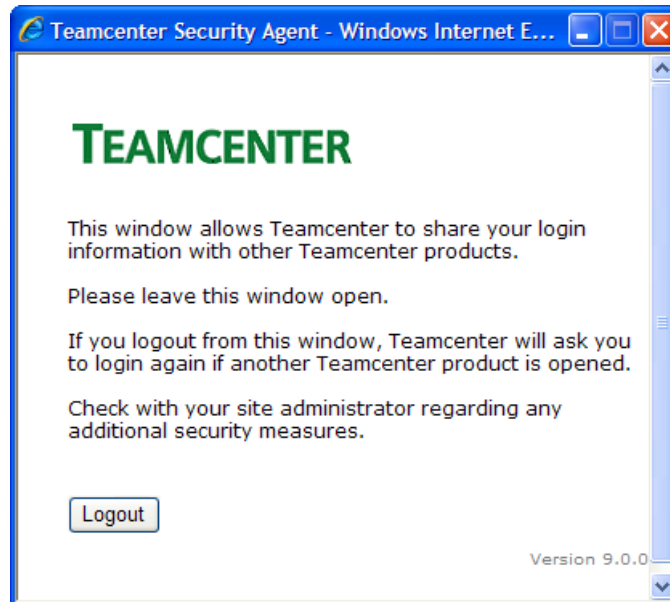 Teamcenter Security Agent - Windows Internet E...
TEAMCENTER
This window allows Teamcenter to share your login
information with other Teamcenter products.
Please leave this window open.
If you logout from this window, Teamcenter will ask you
to login again if another Teamcenter product is opened.
Check with your site administrator regarding any
additional security measures.
Logout
Version 9.0.0